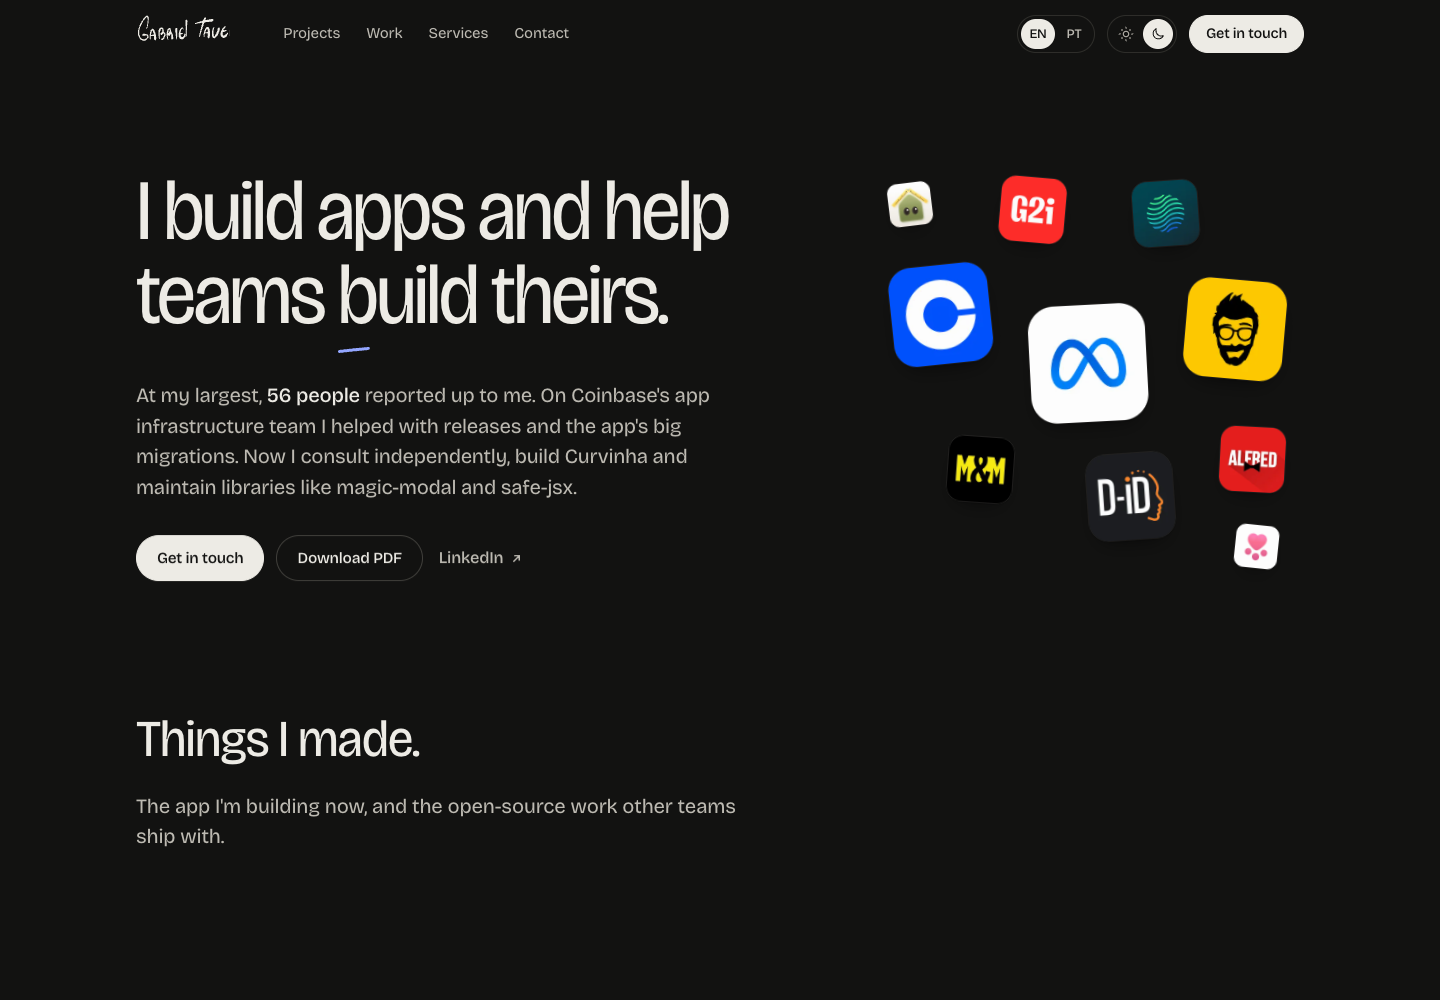 GABRIEL TAVE
Projects
Work
Services
Contact
EN
PT
Get in touch
I build apps and help
teams build theirs.
At my largest, 56 people reported up to me. On Coinbase's app
infrastructure team I helped with releases and the app's big
migrations. Now I consult independently, build Curvinha and
maintain libraries like magic-modal and safe-jsx.
Get in touch
Download PDF
LinkedIn ↗
G2i
M&M
D-iD
ALFRED
Things I made.
The app I'm building now, and the open-source work other teams
ship with.